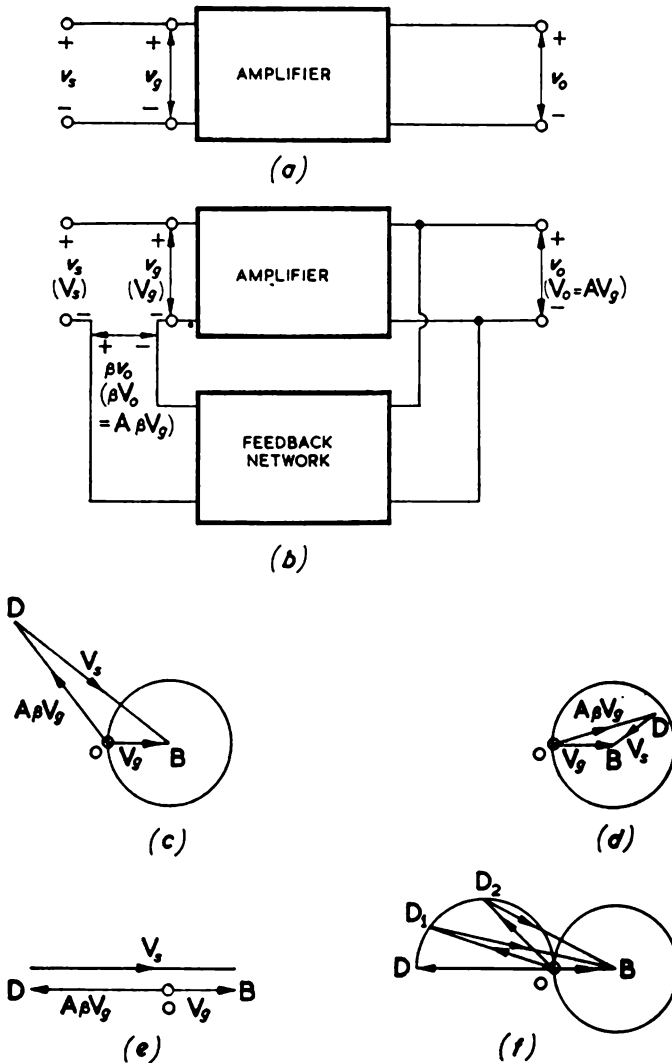 + + +
v_s v_g AMPLIFIER v_o
− − −
(a)
+ + +
v_s v_g AMPLIFIER v_o
(V_s) (V_g) (V_o = AV_g)
− − −
+ −
βv_o
(βV_o
= AβV_g)
FEEDBACK
NETWORK
(b)
D
V_s
AβV_g
O V_g B
(c)
AβV_g
D
O V_g B V_s
(d)
V_s
D AβV_g O V_g B
(e)
D_2
D_1
D O B
(f)